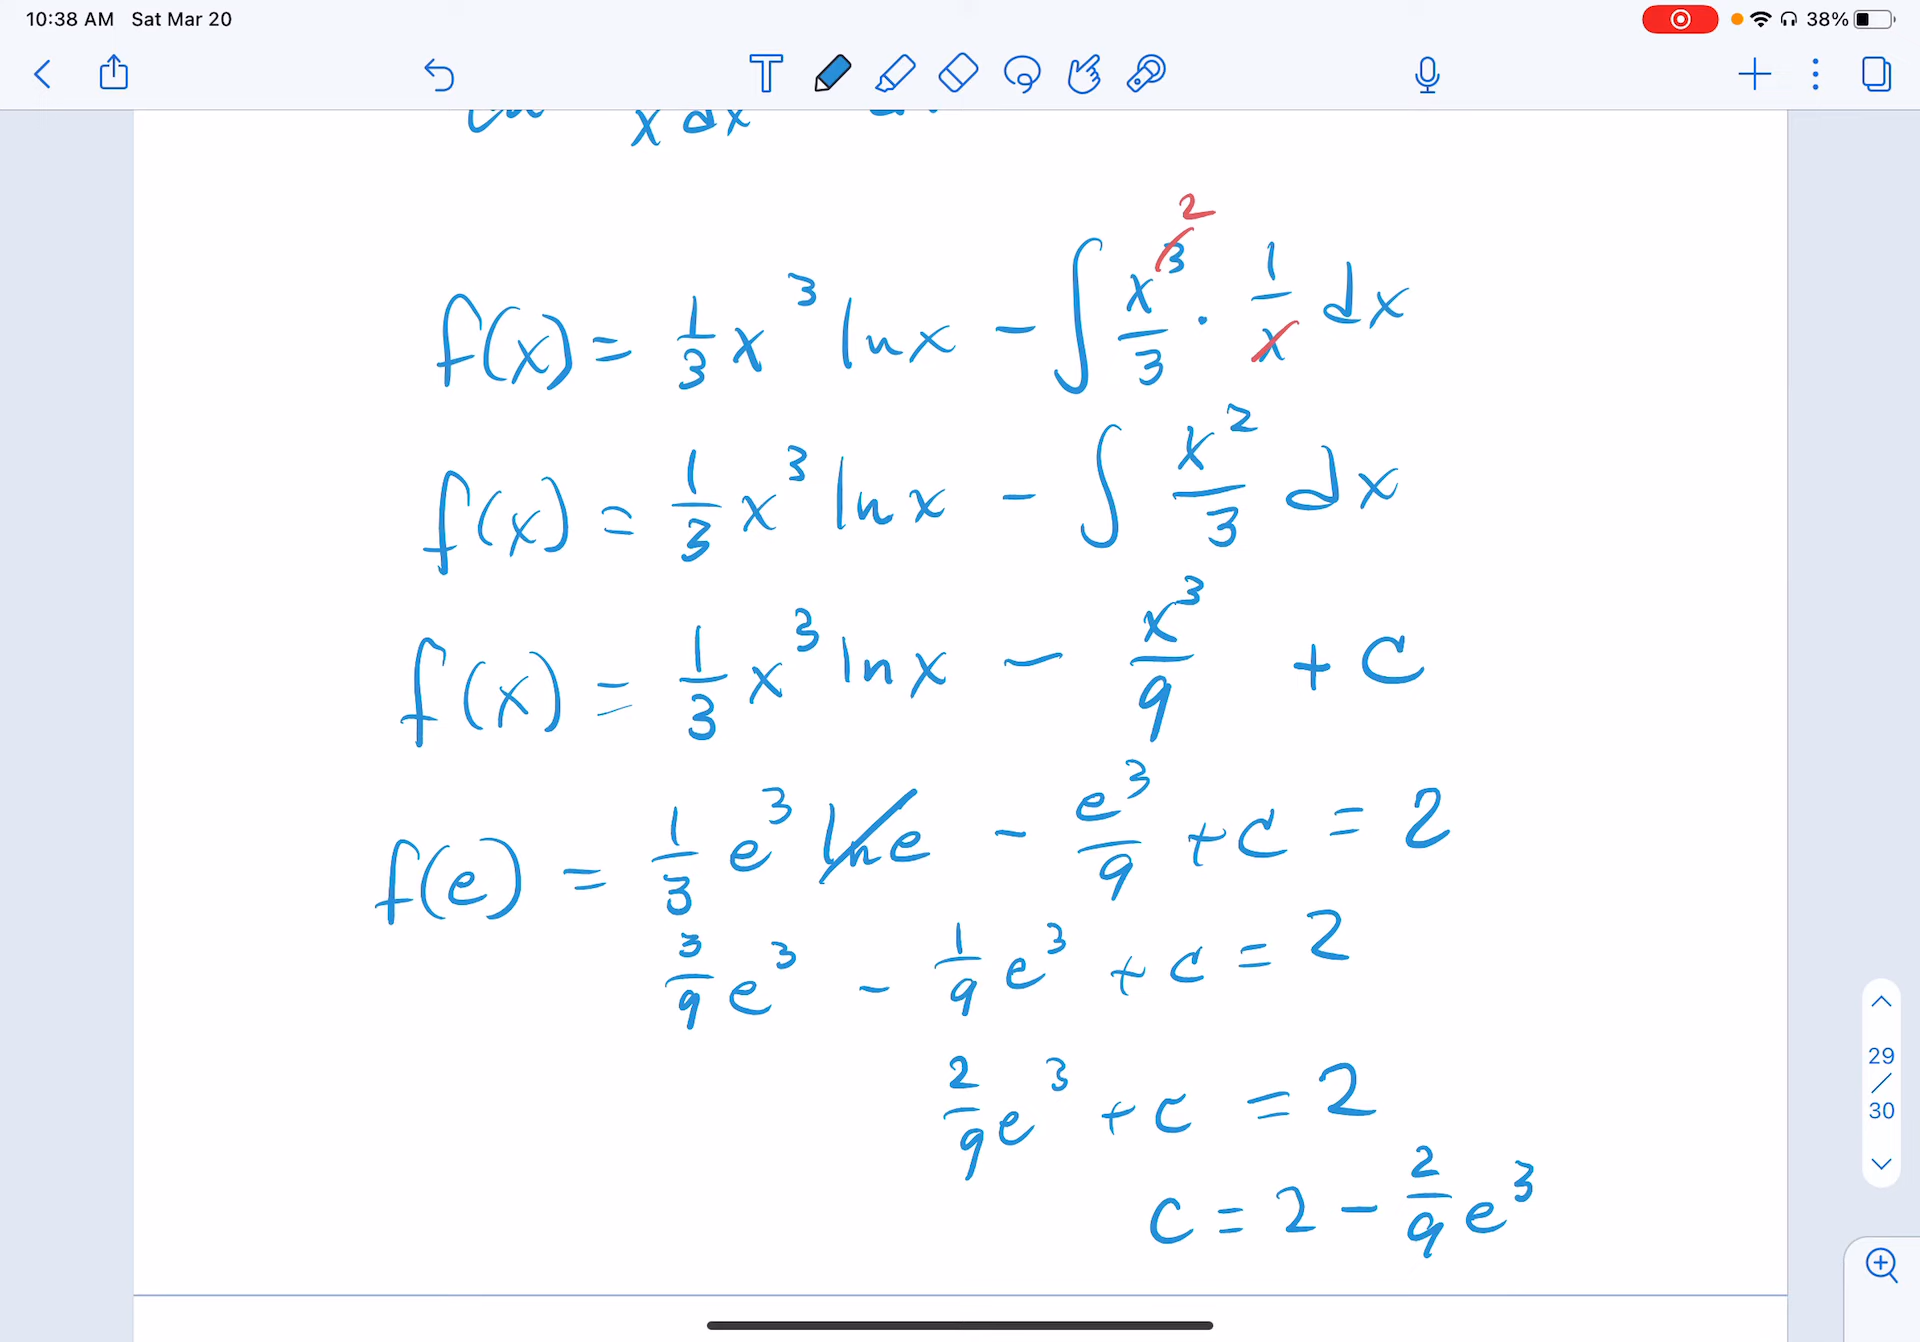 10:38 AM Sat Mar 20 38%
T
x dx
f(x) = 1/3 x^3 ln x - ∫ x^3/3 · 1/x dx
2
f(x) = 1/3 x^3 ln x - ∫ x^2/3 dx
f(x) = 1/3 x^3 ln x - x^3/9 + C
f(e) = 1/3 e^3 ln e - e^3/9 + C = 2
3/9 e^3 - 1/9 e^3 + C = 2
2/9 e^3 + C = 2
C = 2 - 2/9 e^3
29
/
30